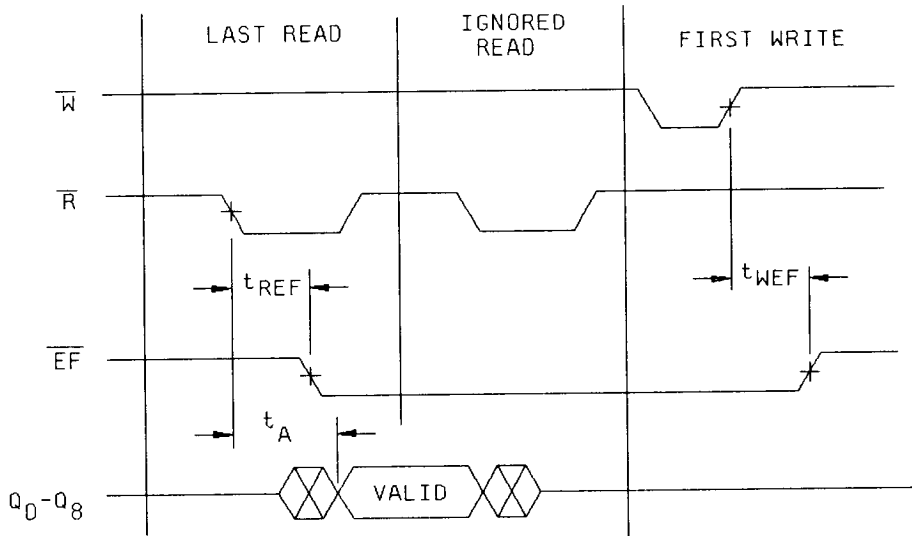 LAST READ
IGNORED
READ
FIRST WRITE
W
R
tREF
tWEF
EF
tA
Q0-Q8
VALID